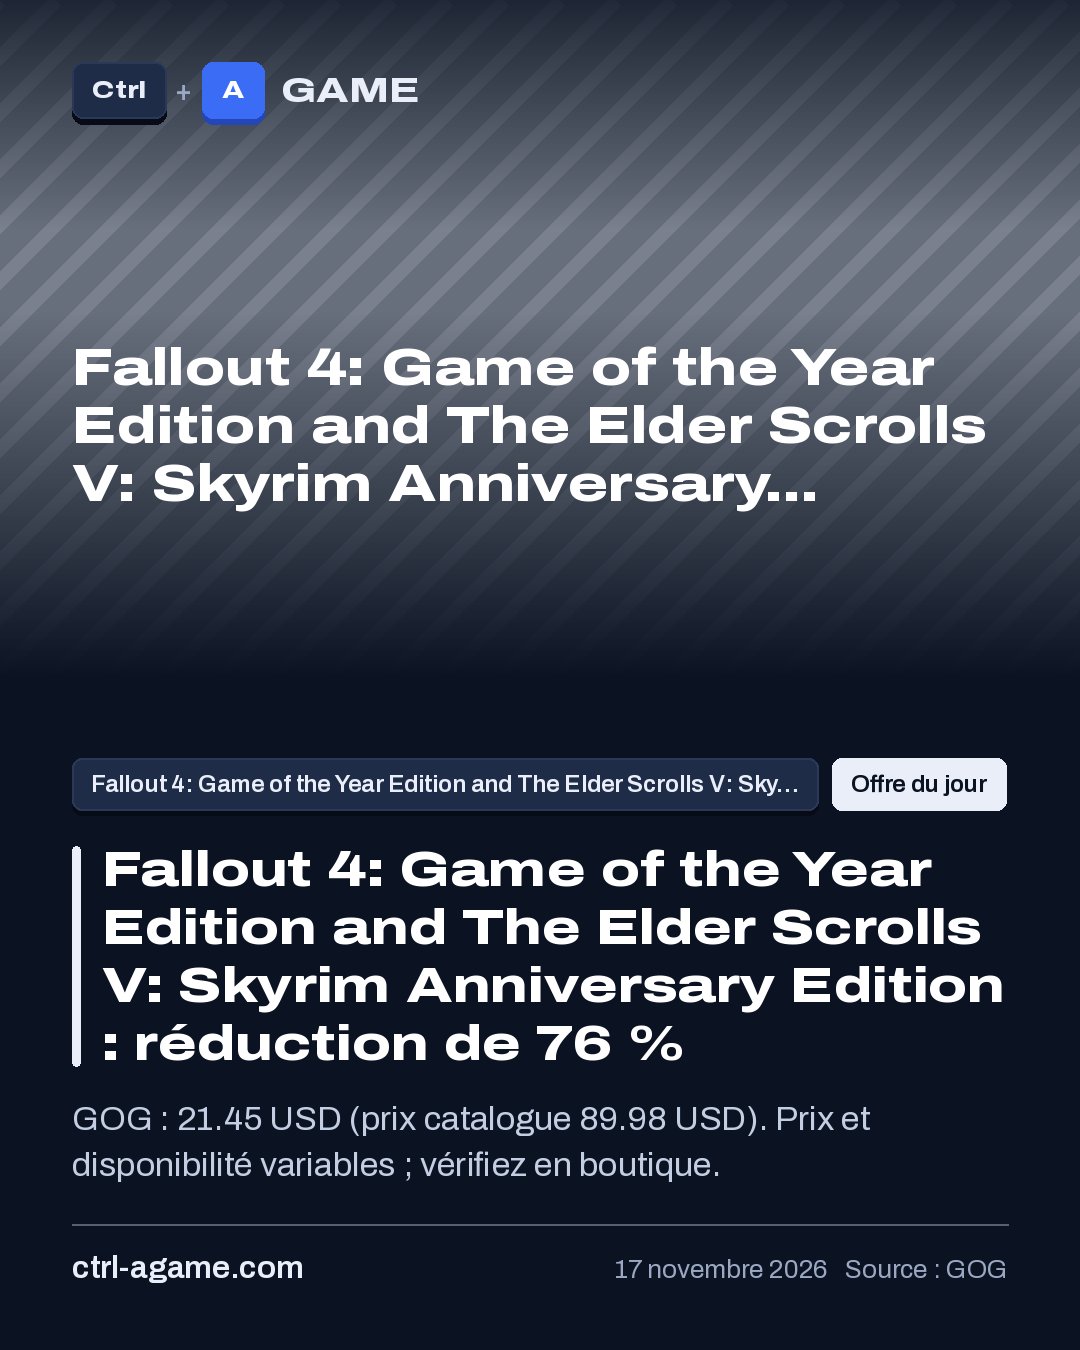 Ctrl + A GAME
Fallout 4: Game of the Year
Edition and The Elder Scrolls
V: Skyrim Anniversary...
Fallout 4: Game of the Year Edition and The Elder Scrolls V: Sky... Offre du jour
Fallout 4: Game of the Year
Edition and The Elder Scrolls
V: Skyrim Anniversary Edition
: réduction de 76 %
GOG : 21.45 USD (prix catalogue 89.98 USD). Prix et
disponibilité variables ; vérifiez en boutique.
ctrl-agame.com 17 novembre 2026 Source : GOG